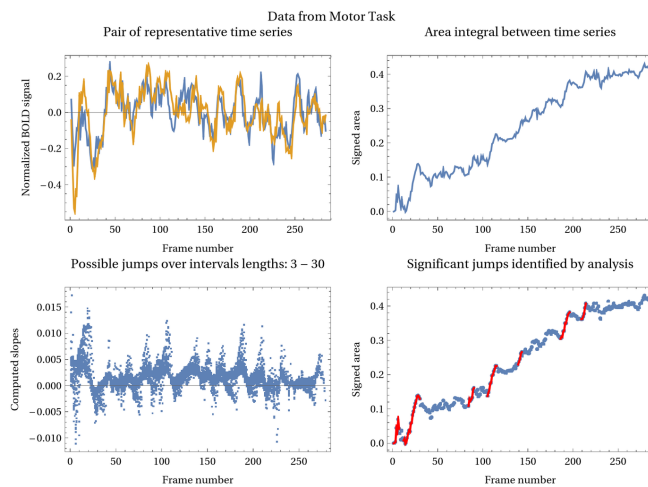 Data from Motor Task
Pair of representative time series
Normalized BOLD signal
0.2
0.0
−0.2
−0.4
0 50 100 150 200 250
Frame number
Area integral between time series
Signed area
0.4
0.3
0.2
0.1
0.0
0 50 100 150 200 250
Frame number
Possible jumps over intervals lengths: 3 – 30
Computed slopes
0.015
0.010
0.005
0.000
−0.005
−0.010
0 50 100 150 200 250
Frame number
Significant jumps identified by analysis
Signed area
0.4
0.3
0.2
0.1
0.0
0 50 100 150 200 250
Frame number